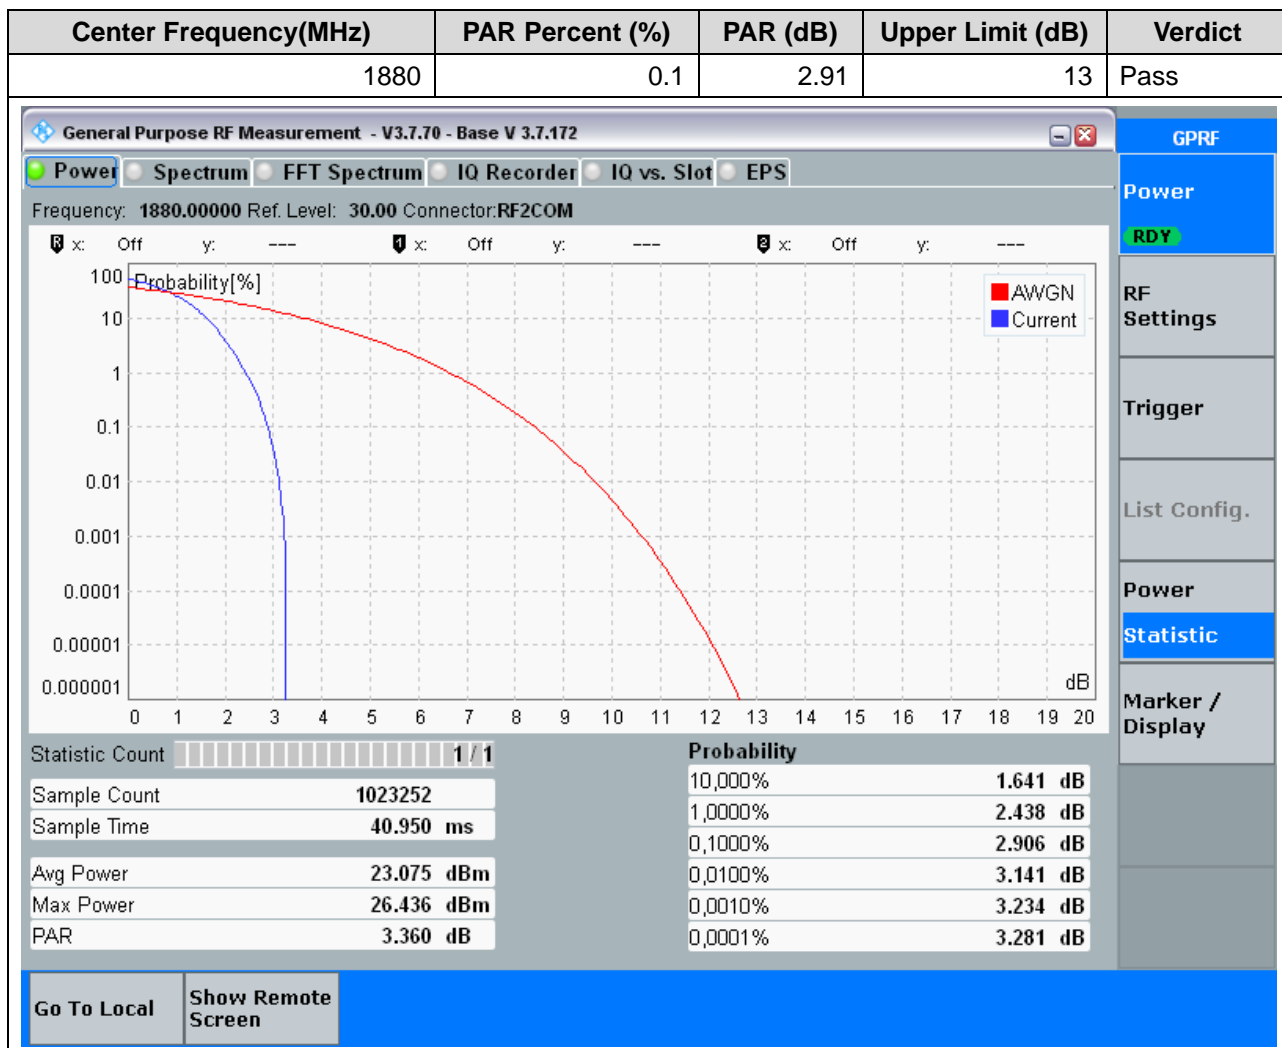 Center Frequency(MHz) PAR Percent (%) PAR (dB) Upper Limit (dB) Verdict
1880 0.1 2.91 13 Pass
General Purpose RF Measurement - V3.7.70 - Base V 3.7.172
GPRF
Power Spectrum FFT Spectrum IQ Recorder IQ vs. Slot EPS
Frequency: 1880.00000 Ref. Level: 30.00 Connector:RF2COM
R x: Off y: --- 1 x: Off y: --- 2 x: Off y: ---
Probability[%]
AWGN
Current
100
10
1
0.1
0.01
0.001
0.0001
0.00001
0.000001
dB
0 1 2 3 4 5 6 7 8 9 10 11 12 13 14 15 16 17 18 19 20
Statistic Count 1 / 1
Sample Count 1023252
Sample Time 40.950 ms
Avg Power 23.075 dBm
Max Power 26.436 dBm
PAR 3.360 dB
Probability
10,000% 1.641 dB
1,0000% 2.438 dB
0,1000% 2.906 dB
0,0100% 3.141 dB
0,0010% 3.234 dB
0,0001% 3.281 dB
Power
RDY
RF
Settings
Trigger
List Config.
Power
Statistic
Marker /
Display
Go To Local
Show Remote
Screen